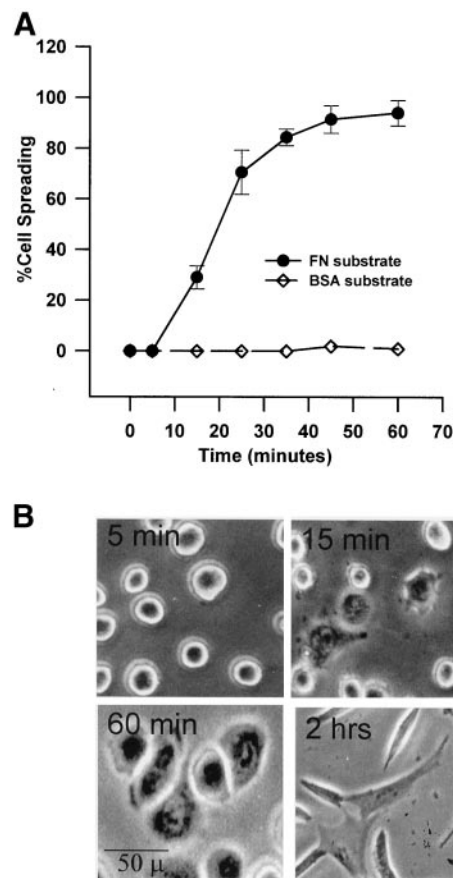 A
120
100
80
60
40
20
0
%Cell Spreading
FN substrate
BSA substrate
0 10 20 30 40 50 60 70
Time (minutes)
B
5 min
15 min
60 min
50 µ
2 hrs